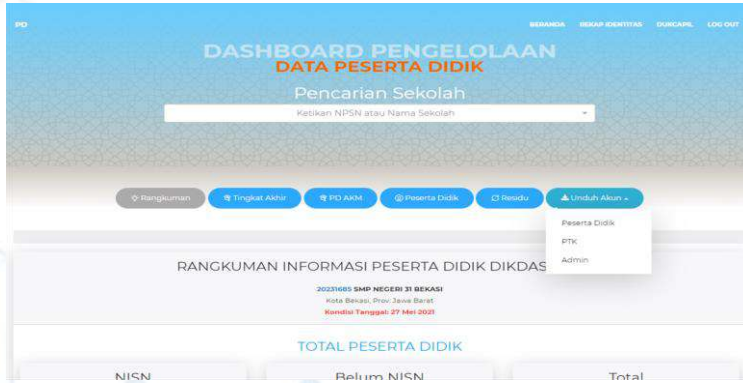 PD BERANDA REKAP IDENTITAS DUKCAPIL LOG OUT
DASHBOARD PENGELOLAAN
DATA PESERTA DIDIK
Pencarian Sekolah
Ketikan NPSN atau Nama Sekolah
Rangkuman Tingkat Akhir PD AKM Peserta Didik Residu Unduh Akun
Peserta Didik
PTK
Admin
RANGKUMAN INFORMASI PESERTA DIDIK DIKDAS
20231685 SMP NEGERI 31 BEKASI
Kota Bekasi, Prov. Jawa Barat
Kondisi Tanggal: 27 Mei 2021
TOTAL PESERTA DIDIK
NISN Belum NISN Total